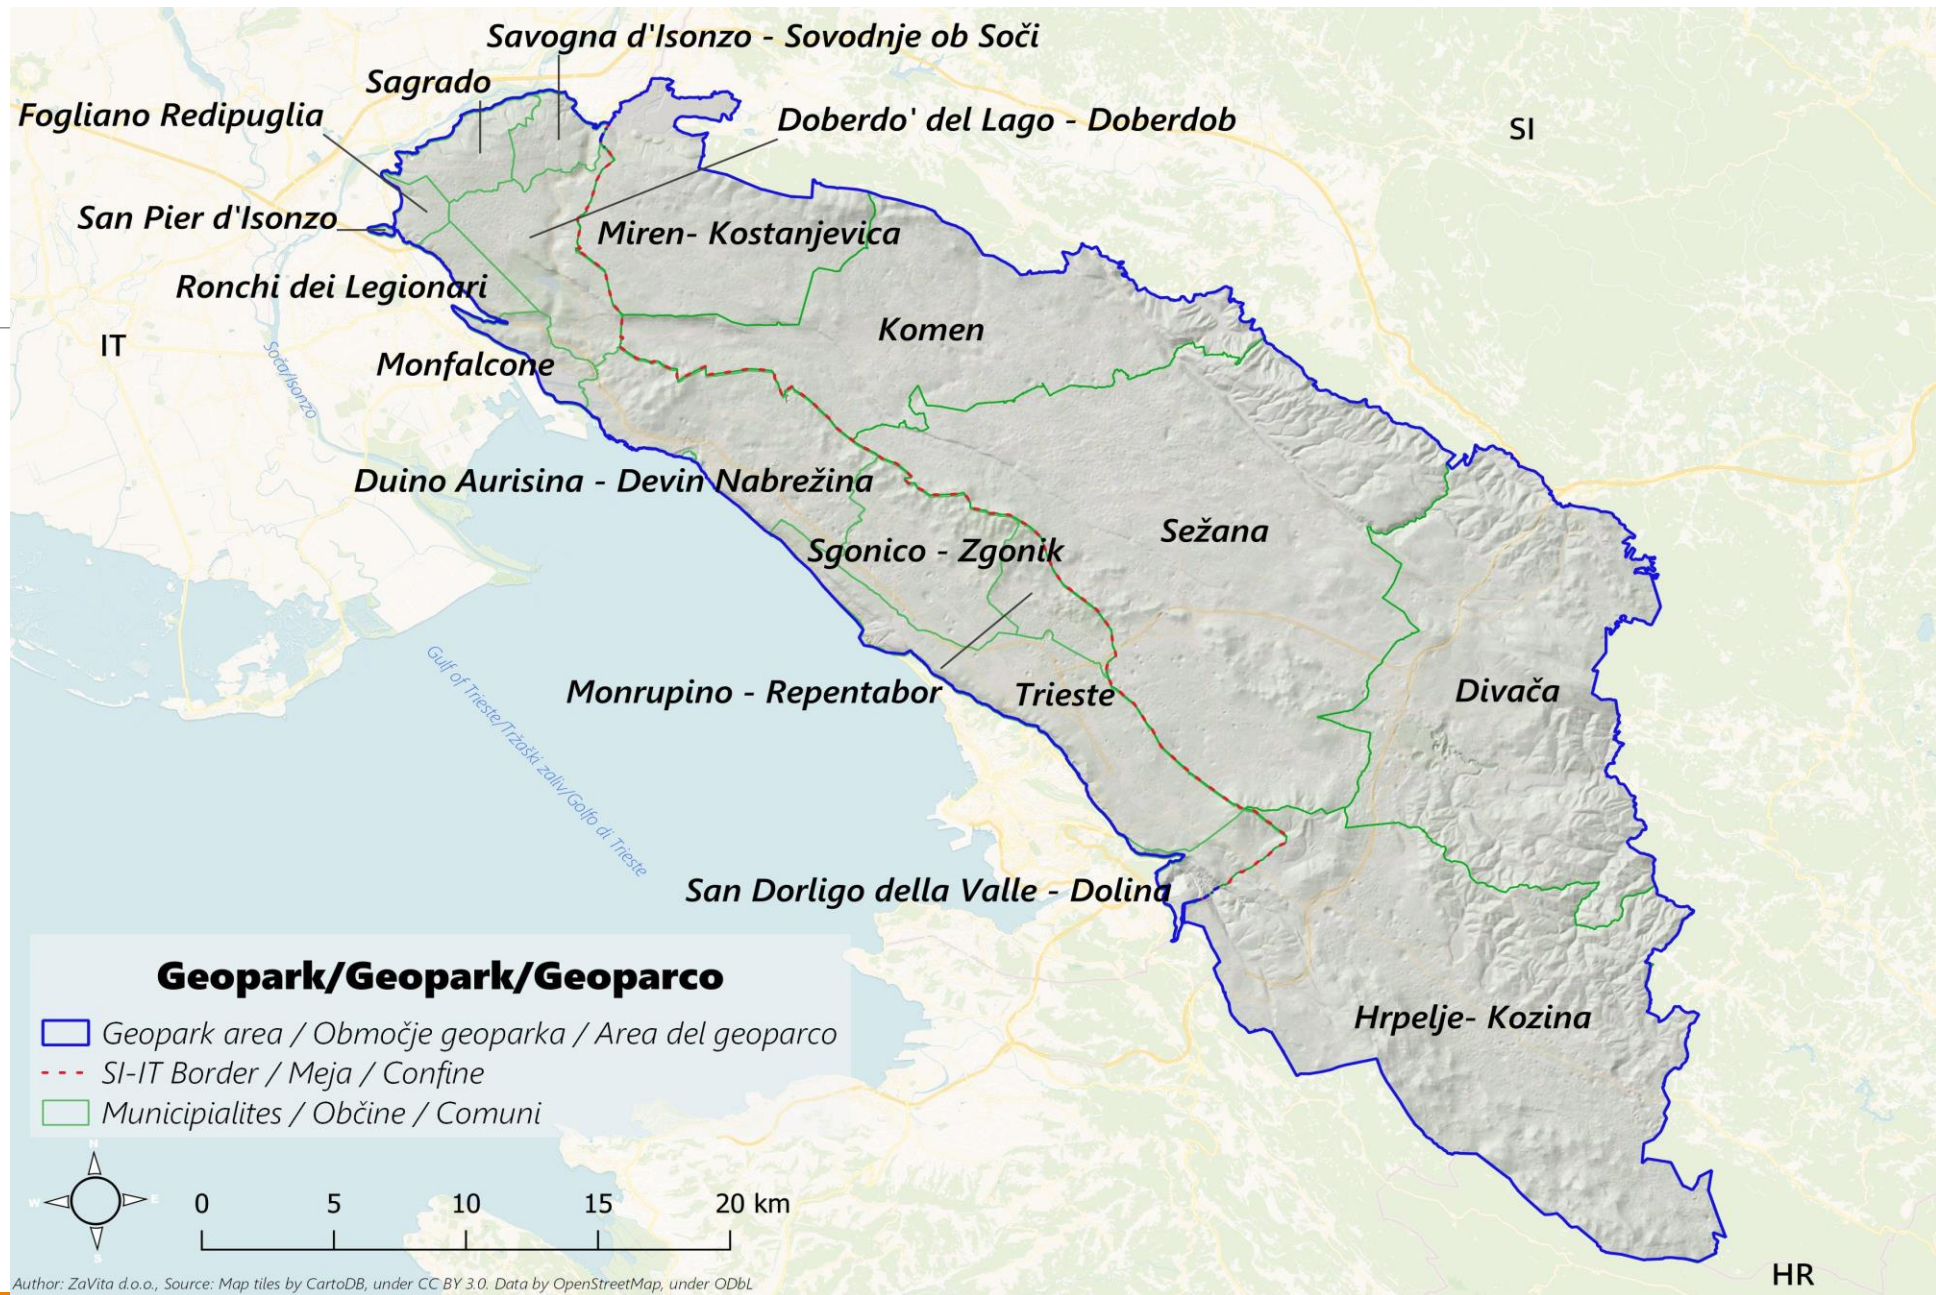 Savogna d'Isonzo - Sovodnje ob Soči
Sagrado
Fogliano Redipuglia
Doberdo' del Lago - Doberdob
SI
San Pier d'Isonzo
Miren- Kostanjevica
Ronchi dei Legionari
IT
Komen
Monfalcone
Soča/Isonzo
Duino Aurisina - Devin Nabrežina
Sežana
Sgonico - Zgonik
Monrupino - Repentabor
Trieste
Divača
Gulf of Trieste/Tržaški zaliv/Golfo di Trieste
San Dorligo della Valle - Dolina
Hrpelje- Kozina
Geopark/Geopark/Geoparco
Geopark area / Območje geoparka / Area del geoparco
SI-IT Border / Meja / Confine
Municipialites / Občine / Comuni
N
W E
S
0 5 10 15 20 km
HR
Author: ZaVita d.o.o., Source: Map tiles by CartoDB, under CC BY 3.0. Data by OpenStreetMap, under ODbL